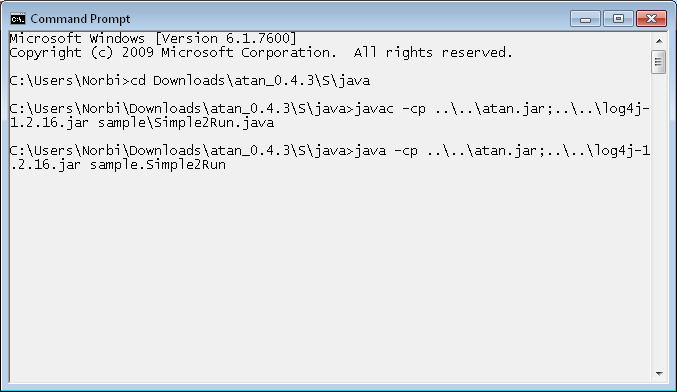 Command Prompt
Microsoft Windows [Version 6.1.7600]
Copyright (c) 2009 Microsoft Corporation.  All rights reserved.
C:\Users\Norbi>cd Downloads\atan_0.4.3\S\java
C:\Users\Norbi\Downloads\atan_0.4.3\S\java>javac -cp ..\..\atan.jar;..\..\log4j-
1.2.16.jar sample\Simple2Run.java
C:\Users\Norbi\Downloads\atan_0.4.3\S\java>java -cp ..\..\atan.jar;..\..\log4j-1
.2.16.jar sample.Simple2Run